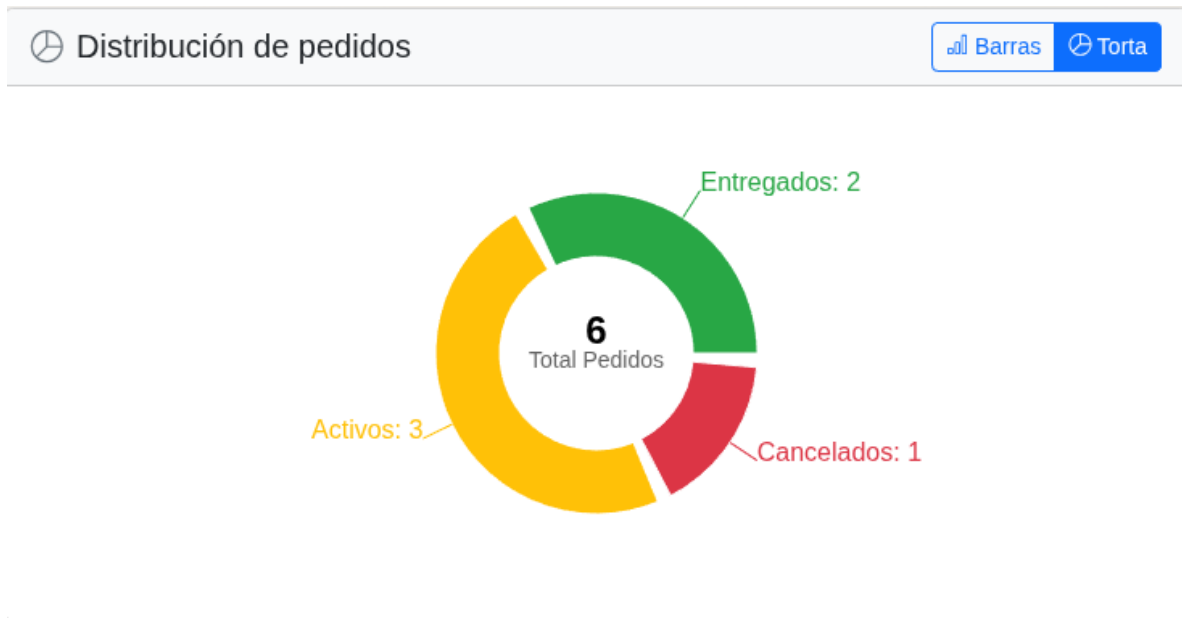 Distribución de pedidos
Barras
Torta
Entregados: 2
6
Total Pedidos
Activos: 3
Cancelados: 1